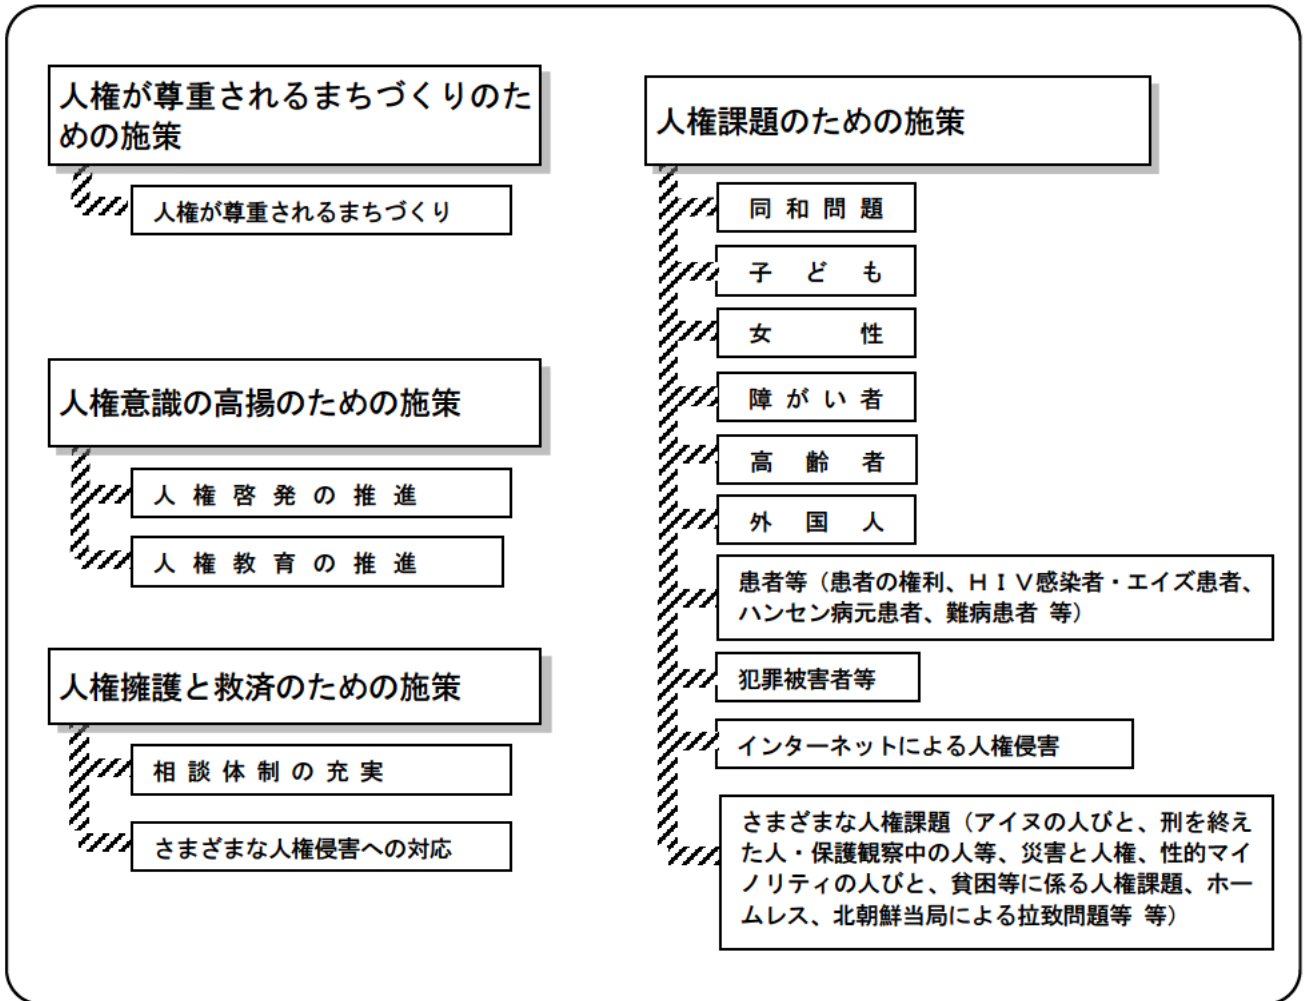 人権が尊重されるまちづくりのた
めの施策
人権が尊重されるまちづくり
人権意識の高揚のための施策
人権啓発の推進
人権教育の推進
人権擁護と救済のための施策
相談体制の充実
さまざまな人権侵害への対応
人権課題のための施策
同和問題
子ども
女性
障がい者
高齢者
外国人
患者等（患者の権利、ＨＩＶ感染者・エイズ患者、
ハンセン病元患者、難病患者 等）
犯罪被害者等
インターネットによる人権侵害
さまざまな人権課題（アイヌの人びと、刑を終え
た人・保護観察中の人等、災害と人権、性的マイ
ノリティの人びと、貧困等に係る人権課題、ホー
ムレス、北朝鮮当局による拉致問題等 等）